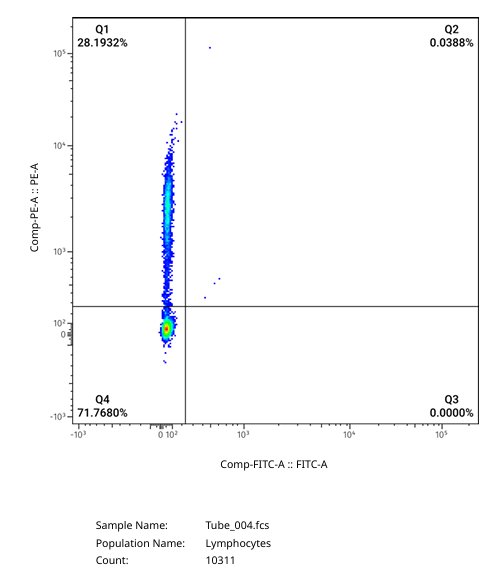 Q1
28.1932%
Q2
0.0388%
10⁵
10⁴
10³
10²
0
-10³
Comp-PE-A :: PE-A
Q4
71.7680%
Q3
0.0000%
-10³ 0 10² 10³ 10⁴ 10⁵
Comp-FITC-A :: FITC-A
Sample Name: Tube_004.fcs
Population Name: Lymphocytes
Count: 10311